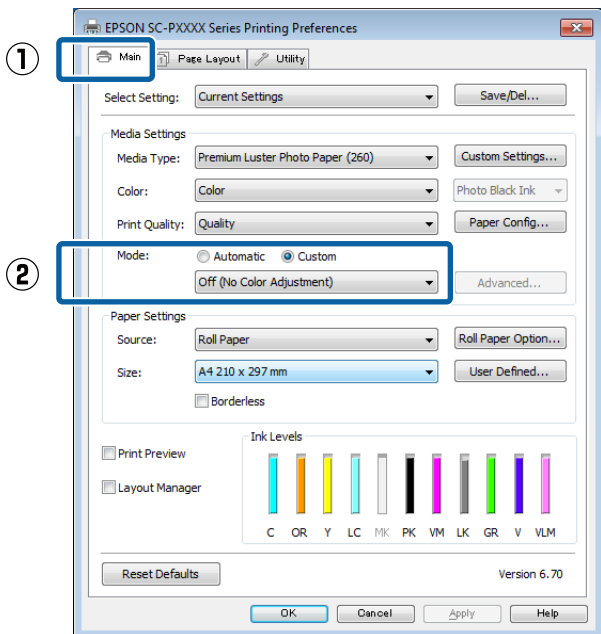 EPSON SC-PXXXX Series Printing Preferences
①
Main Page Layout Utility
Select Setting: Current Settings Save/Del...
Media Settings
Media Type: Premium Luster Photo Paper (260) Custom Settings...
Color: Color Photo Black Ink
Print Quality: Quality Paper Config...
Mode: Automatic Custom
②
Off (No Color Adjustment) Advanced...
Paper Settings
Source: Roll Paper Roll Paper Option...
Size: A4 210 x 297 mm User Defined...
Borderless
Ink Levels
Print Preview
Layout Manager
C OR Y LC MK PK VM LK GR V VLM
Reset Defaults Version 6.70
OK Cancel Apply Help